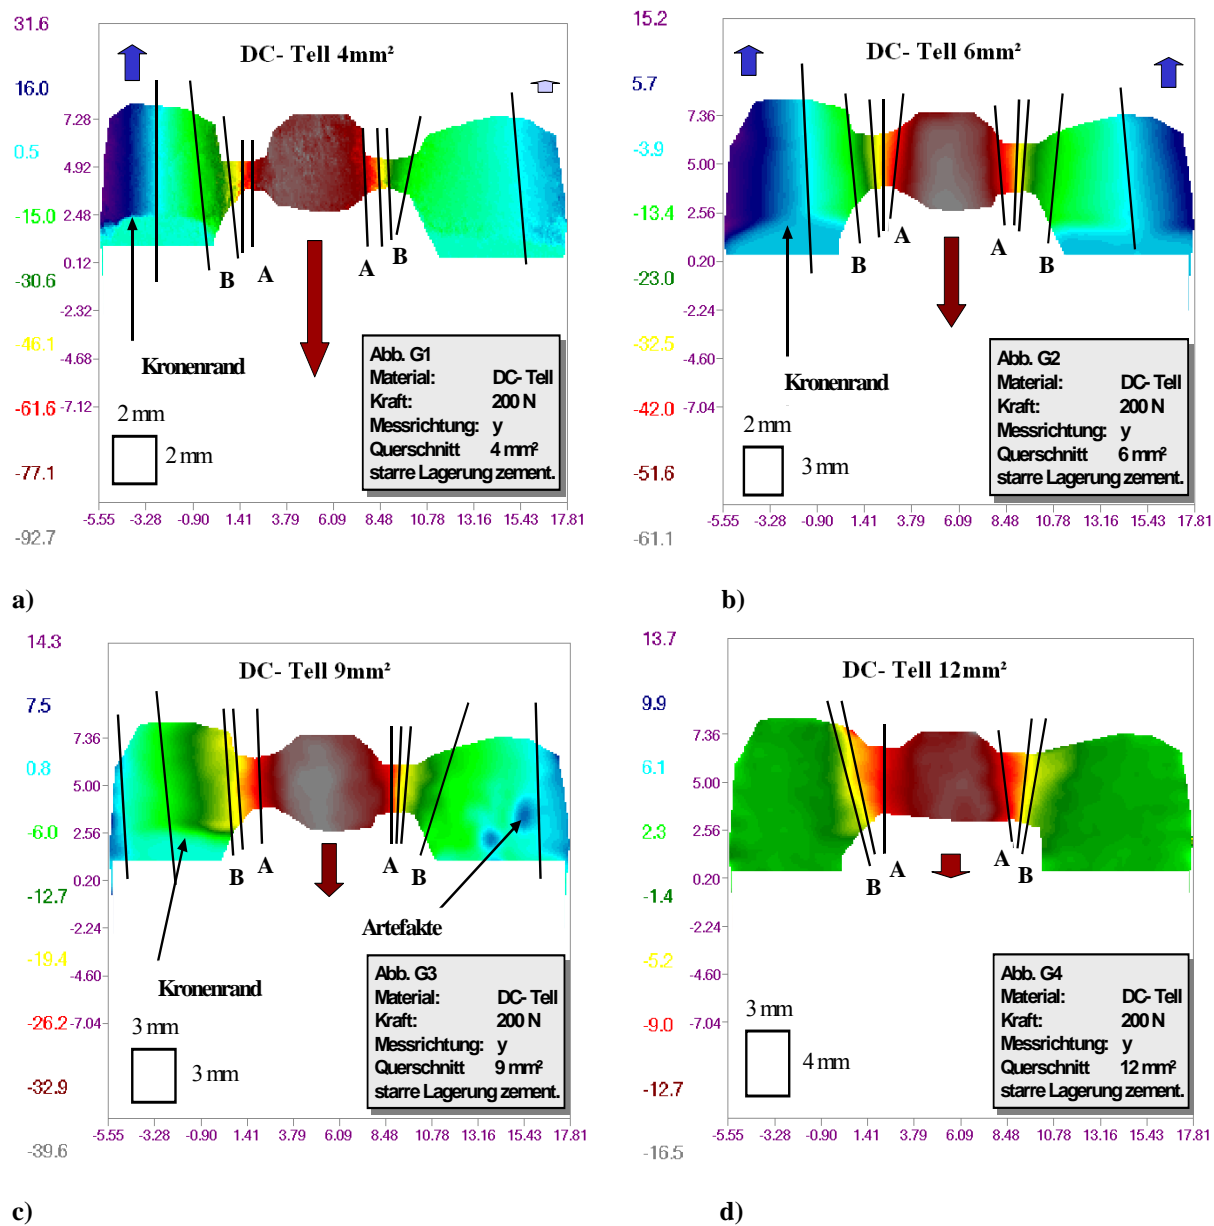 31.6
16.0
0.5
-15.0
-30.6
-46.1
-61.6
-77.1
-92.7
DC- Tell 4mm²
7.28
4.92
2.48
0.12
-2.32
-4.68
-7.12
B
A
A
B
Kronenrand
2 mm
2 mm
Abb. G1
Material: DC- Tell
Kraft: 200 N
Messrichtung: y
Querschnitt 4 mm²
starre Lagerung zement.
-5.55 -3.28 -0.90 1.41 3.79 6.09 8.48 10.78 13.16 15.43 17.81
a)
15.2
5.7
-3.9
-13.4
-23.0
-32.5
-42.0
-51.6
-61.1
DC- Tell 6mm²
7.36
5.00
2.56
0.20
-2.24
-4.60
-7.04
B
A
A
B
Kronenrand
2 mm
3 mm
Abb. G2
Material: DC- Tell
Kraft: 200 N
Messrichtung: y
Querschnitt 6 mm²
starre Lagerung zement.
-5.55 -3.28 -0.90 1.41 3.79 6.09 8.48 10.78 13.16 15.43 17.81
b)
14.3
7.5
0.8
-6.0
-12.7
-19.4
-26.2
-32.9
-39.6
DC- Tell 9mm²
7.36
5.00
2.56
0.20
-2.24
-4.60
-7.04
B
A
A
B
Artefakte
Kronenrand
3 mm
3 mm
Abb. G3
Material: DC- Tell
Kraft: 200 N
Messrichtung: y
Querschnitt 9 mm²
starre Lagerung zement.
-5.55 -3.28 -0.90 1.41 3.79 6.09 8.48 10.78 13.16 15.43 17.81
c)
13.7
9.9
6.1
2.3
-1.4
-5.2
-9.0
-12.7
-16.5
DC- Tell 12mm²
7.36
5.00
2.56
0.20
-2.24
-4.60
-7.04
B
A
A
B
3 mm
4 mm
Abb. G4
Material: DC- Tell
Kraft: 200 N
Messrichtung: y
Querschnitt 12 mm²
starre Lagerung zement.
-5.55 -3.28 -0.90 1.41 3.79 6.09 8.48 10.78 13.16 15.43 17.81
d)